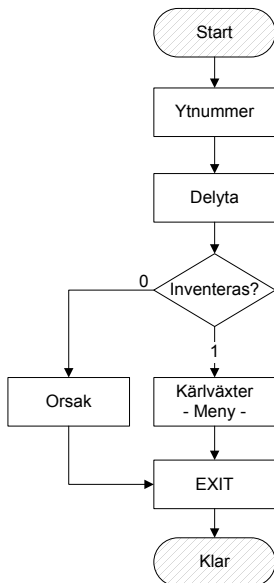 Start
Ytnummer
Delyta
Inventeras?
0
1
Orsak
Kärlväxter
- Meny -
EXIT
Klar